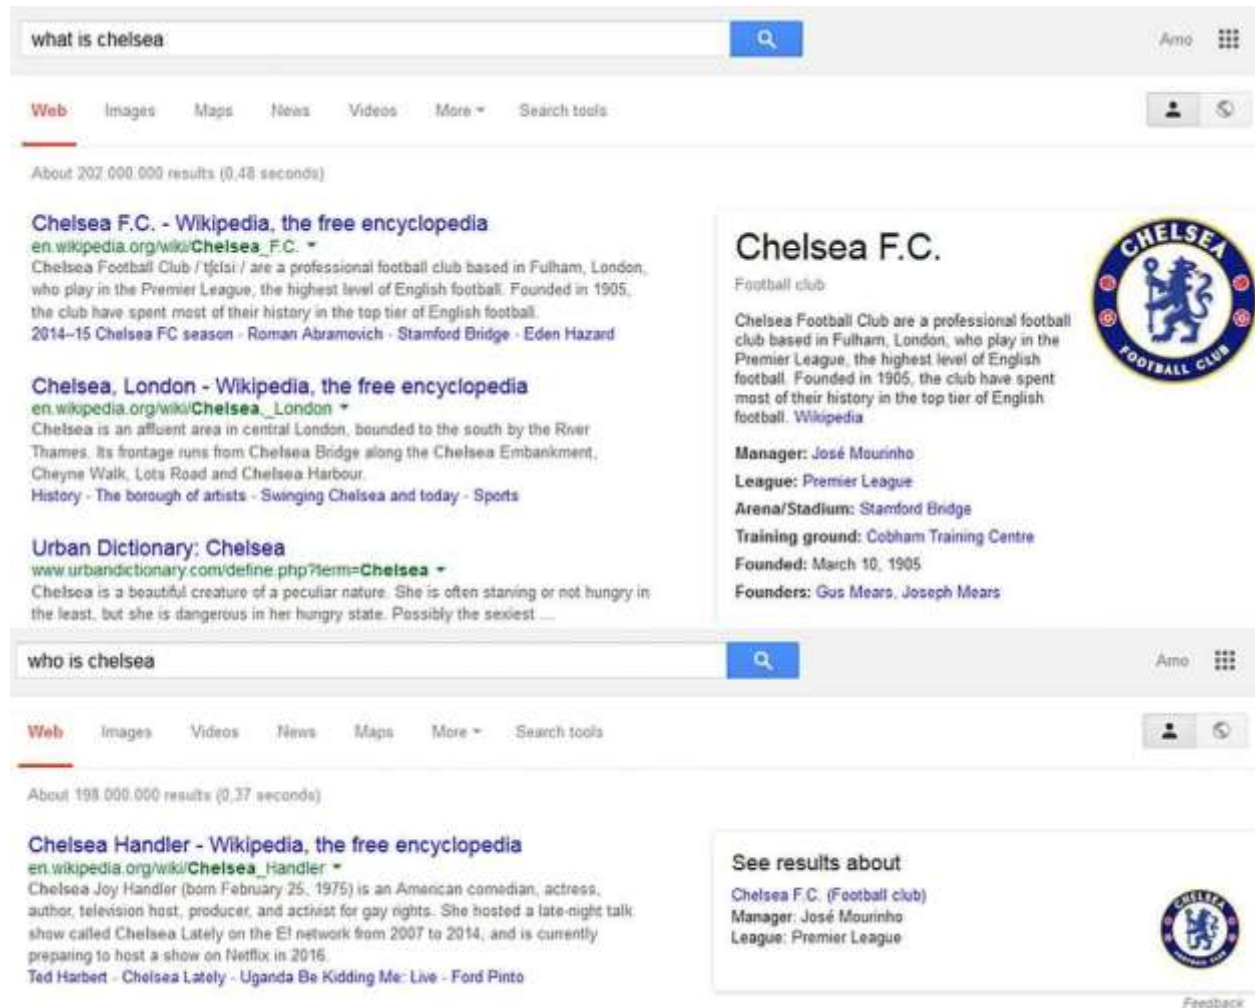 what is chelsea
Arno
Web Images Maps News Videos More Search tools
About 202.000.000 results (0,48 seconds)
Chelsea F.C. - Wikipedia, the free encyclopedia
en.wikipedia.org/wiki/Chelsea_F.C.
Chelsea Football Club / tʃɛlsiː / are a professional football club based in Fulham, London,
who play in the Premier League, the highest level of English football. Founded in 1905,
the club have spent most of their history in the top tier of English football.
2014–15 Chelsea FC season - Roman Abramovich - Stamford Bridge - Eden Hazard
Chelsea, London - Wikipedia, the free encyclopedia
en.wikipedia.org/wiki/Chelsea,_London
Chelsea is an affluent area in central London, bounded to the south by the River
Thames. Its frontage runs from Chelsea Bridge along the Chelsea Embankment,
Cheyne Walk, Lots Road and Chelsea Harbour.
History - The borough of artists - Swinging Chelsea and today - Sports
Urban Dictionary: Chelsea
www.urbandictionary.com/define.php?term=Chelsea
Chelsea is a beautiful creature of a peculiar nature. She is often starving or not hungry in
the least, but she is dangerous in her hungry state. Possibly the sexiest ...
Chelsea F.C.
Football club
CHELSEA
FOOTBALL CLUB
Chelsea Football Club are a professional football
club based in Fulham, London, who play in the
Premier League, the highest level of English
football. Founded in 1905, the club have spent
most of their history in the top tier of English
football. Wikipedia
Manager: José Mourinho
League: Premier League
Arena/Stadium: Stamford Bridge
Training ground: Cobham Training Centre
Founded: March 10, 1905
Founders: Gus Mears, Joseph Mears
who is chelsea
Arno
Web Images Videos News Maps More Search tools
About 198.000.000 results (0,37 seconds)
Chelsea Handler - Wikipedia, the free encyclopedia
en.wikipedia.org/wiki/Chelsea_Handler
Chelsea Joy Handler (born February 25, 1975) is an American comedian, actress,
author, television host, producer, and activist for gay rights. She hosted a late-night talk
show called Chelsea Lately on the E! network from 2007 to 2014, and is currently
preparing to host a show on Netflix in 2016.
Ted Harbert - Chelsea Lately - Uganda Be Kidding Me: Live - Ford Pinto
See results about
Chelsea F.C. (Football club)
Manager: José Mourinho
League: Premier League
CHELSEA
FOOTBALL CLUB
Feedback